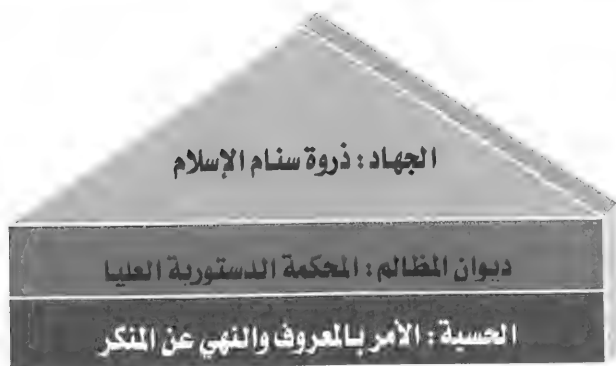 الجهاد : ذروة سنام الإسلام
ديوان المظالم : المحكمة الدستورية العليا
الحسبة : الأمر بالمعروف والنهي عن المنكر